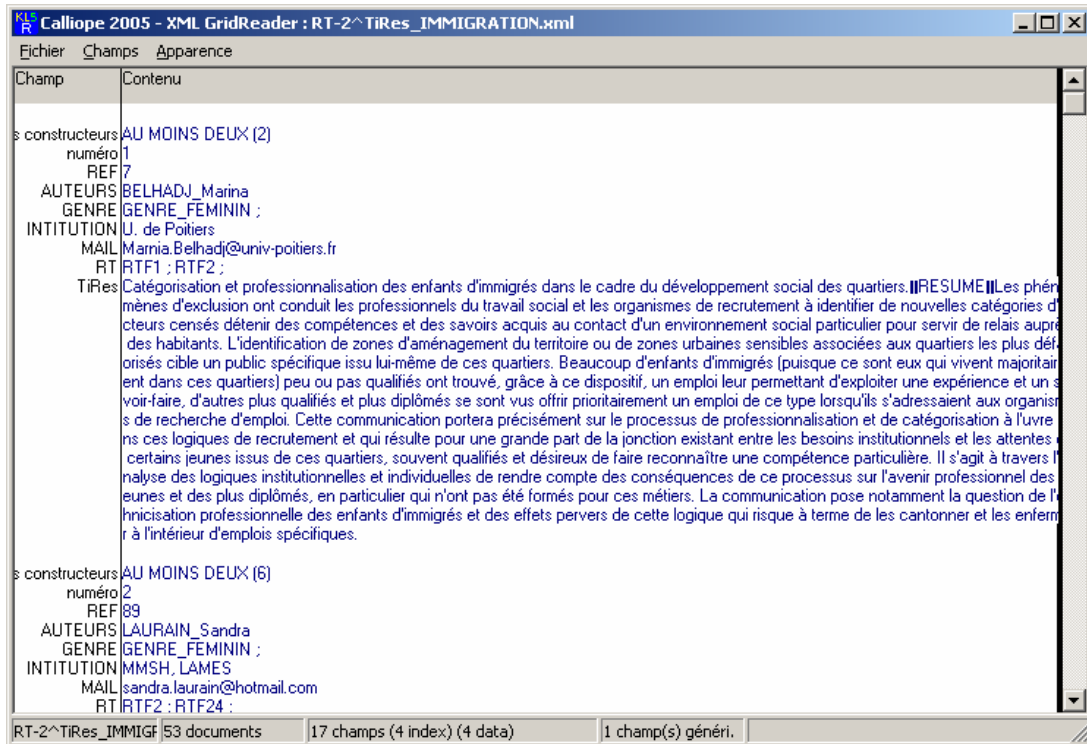 KLS R Calliope 2005 - XML GridReader : RT-2^TiRes_IMMIGRATION.xml
Fichier Champs Apparence
Champ Contenu
s constructeurs AU MOINS DEUX (2)
numéro 1
REF 7
AUTEURS BELHADJ_Marina
GENRE GENRE_FEMININ ;
INTITUTION U. de Poitiers
MAIL Marnia.Belhadj@univ-poitiers.fr
RT RTF1 ; RTF2 ;
TiRes Catégorisation et professionnalisation des enfants d'immigrés dans le cadre du développement social des quartiers.||RESUME||Les phén
mènes d'exclusion ont conduit les professionnels du travail social et les organismes de recrutement à identifier de nouvelles catégories d'
cteurs censés détenir des compétences et des savoirs acquis au contact d'un environnement social particulier pour servir de relais aupr
des habitants. L'identification de zones d'aménagement du territoire ou de zones urbaines sensibles associées aux quartiers les plus déf
orisés cible un public spécifique issu lui-même de ces quartiers. Beaucoup d'enfants d'immigrés (puisque ce sont eux qui vivent majoritair
ent dans ces quartiers) peu ou pas qualifiés ont trouvé, grâce à ce dispositif, un emploi leur permettant d'exploiter une expérience et un s
voir-faire, d'autres plus qualifiés et plus diplômés se sont vus offrir prioritairement un emploi de ce type lorsqu'ils s'adressaient aux organis
s de recherche d'emploi. Cette communication portera précisément sur le processus de professionnalisation et de catégorisation à l'uvre
ns ces logiques de recrutement et qui résulte pour une grande part de la jonction existant entre les besoins institutionnels et les attentes
certains jeunes issus de ces quartiers, souvent qualifiés et désireux de faire reconnaître une compétence particulière. Il s'agit à travers l'
nalyse des logiques institutionnelles et individuelles de rendre compte des conséquences de ce processus sur l'avenir professionnel des
eunes et des plus diplômés, en particulier qui n'ont pas été formés pour ces métiers. La communication pose notamment la question de l'
hnicisation professionnelle des enfants d'immigrés et des effets pervers de cette logique qui risque à terme de les cantonner et les enferm
r à l'intérieur d'emplois spécifiques.
s constructeurs AU MOINS DEUX (6)
numéro 2
REF 89
AUTEURS LAURAIN_Sandra
GENRE GENRE_FEMININ ;
INTITUTION MMSH, LAMES
MAIL sandra.laurain@hotmail.com
RT RTF2 ; RTF24 ;
RT-2^TiRes_IMMIGF 53 documents 17 champs (4 index) (4 data) 1 champ(s) généri.